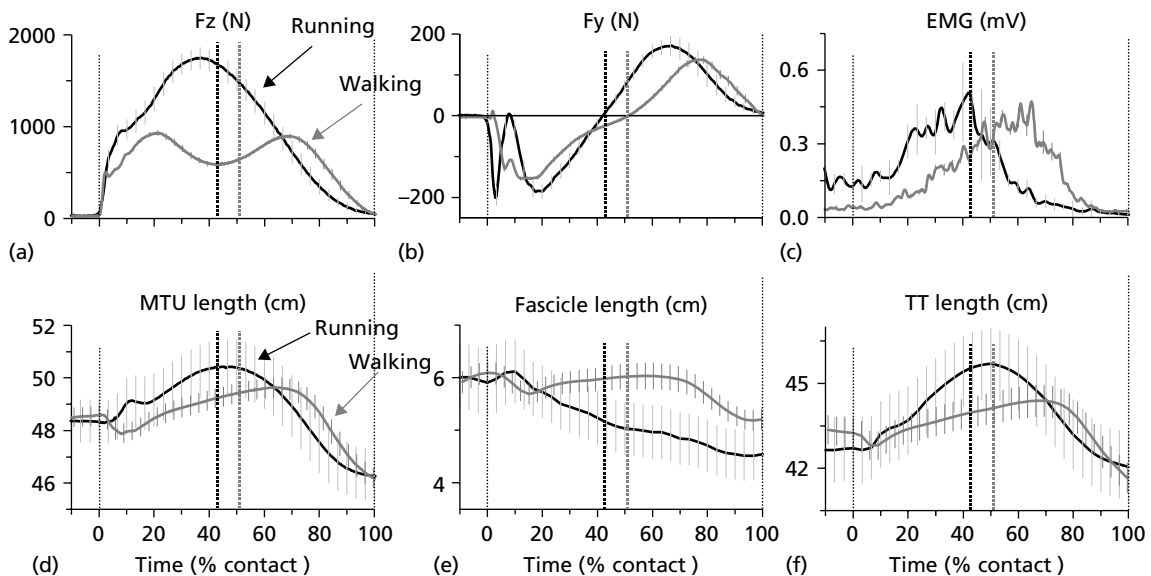 Fz (N)
Fy (N)
EMG (mV)
Running
Walking
2000
1000
0
200
0
−200
0.6
0.3
0.0
(a)
(b)
(c)
MTU length (cm)
Fascicle length (cm)
TT length (cm)
Running
Walking
52
50
48
46
6
4
45
42
0 20 40 60 80 100
0 20 40 60 80 100
0 20 40 60 80 100
(d)
Time (% contact )
(e)
Time (% contact )
(f)
Time (% contact )